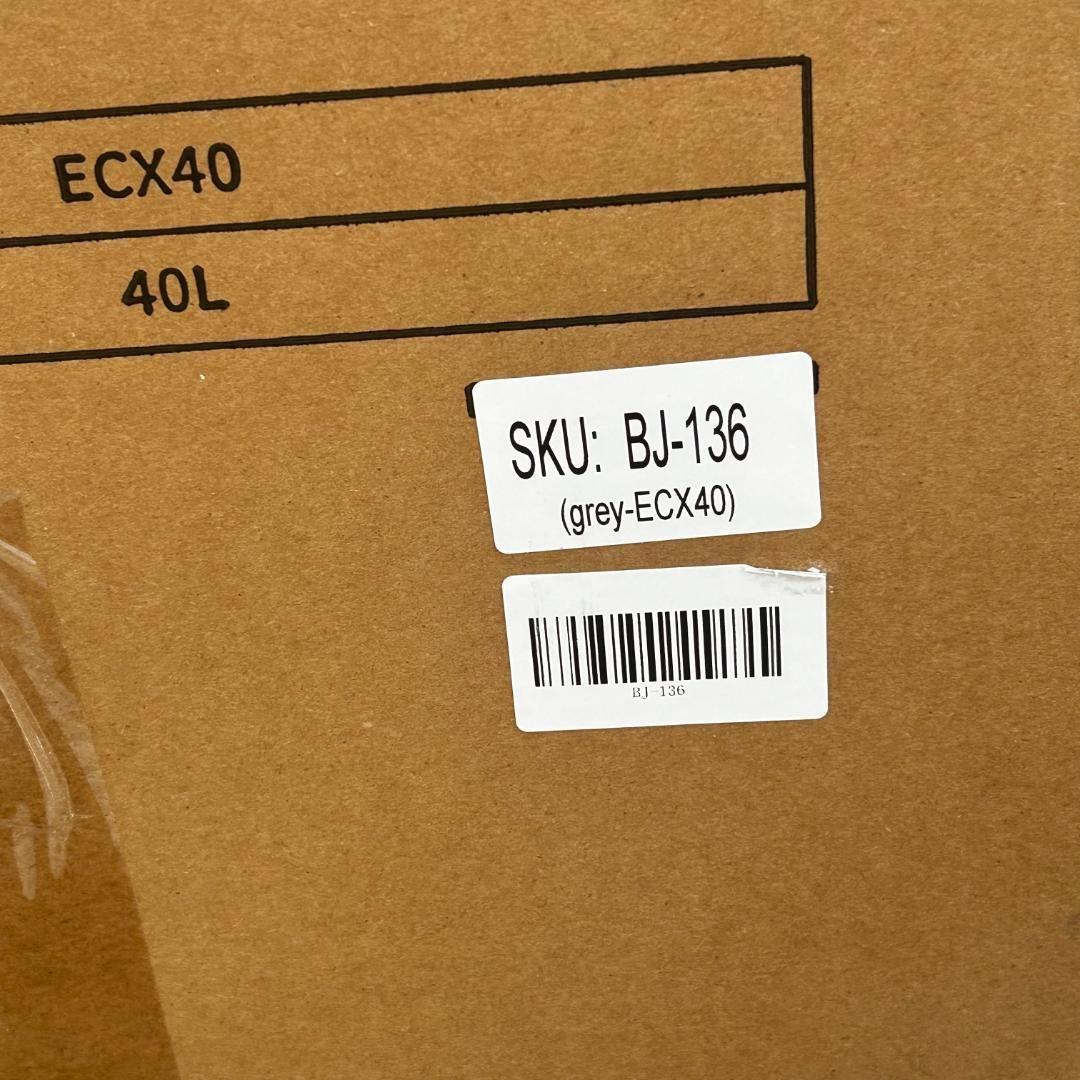 ECX40
40L
SKU: BJ-136
(grey-ECX40)
BJ-136